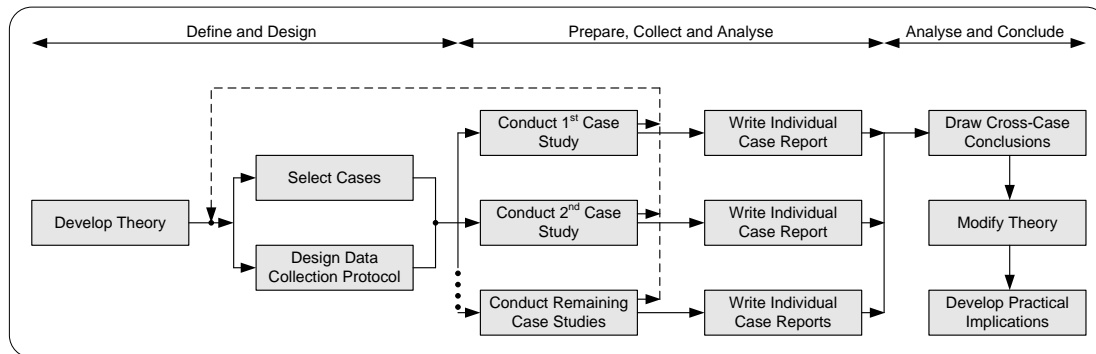 Define and Design
Prepare, Collect and Analyse
Analyse and Conclude
Develop Theory
Select Cases
Design Data
Collection Protocol
Conduct 1st Case
Study
Write Individual
Case Report
Draw Cross-Case
Conclusions
Conduct 2nd Case
Study
Write Individual
Case Report
Modify Theory
Conduct Remaining
Case Studies
Write Individual
Case Reports
Develop Practical
Implications